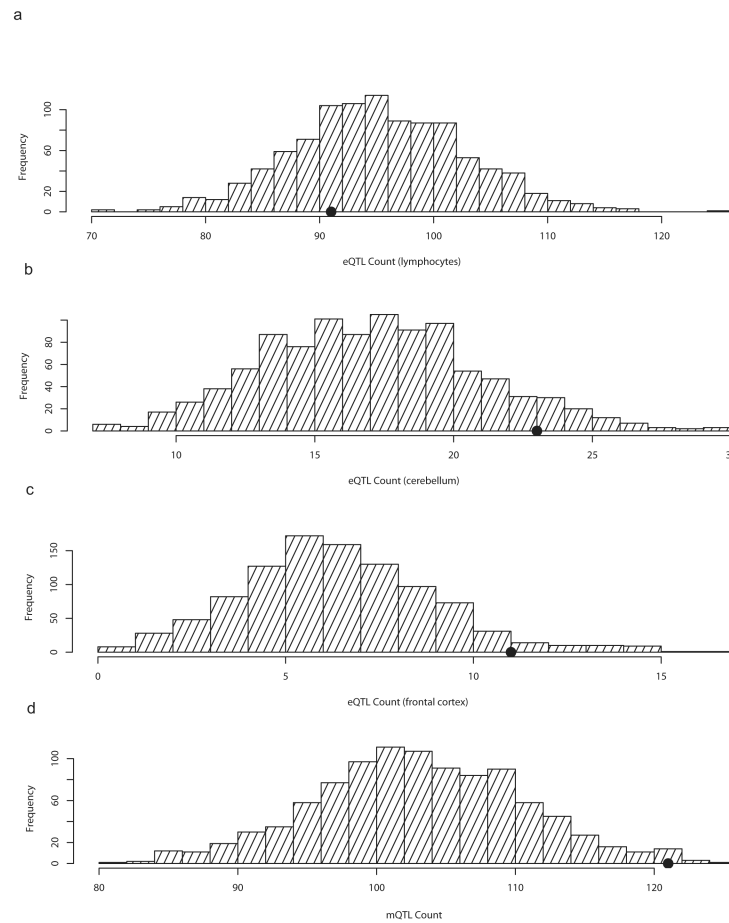 a
Frequency
0 20 60 100
70 80 90 100 110 120
eQTL Count (lymphocytes)
b
Frequency
0 20 40 60 80
10 15 20 25
eQTL Count (cerebellum)
c
Frequency
0 50 100 150
0 5 10 15
eQTL Count (frontal cortex)
d
Frequency
0 20 60 100
80 90 100 110 120
mQTL Count